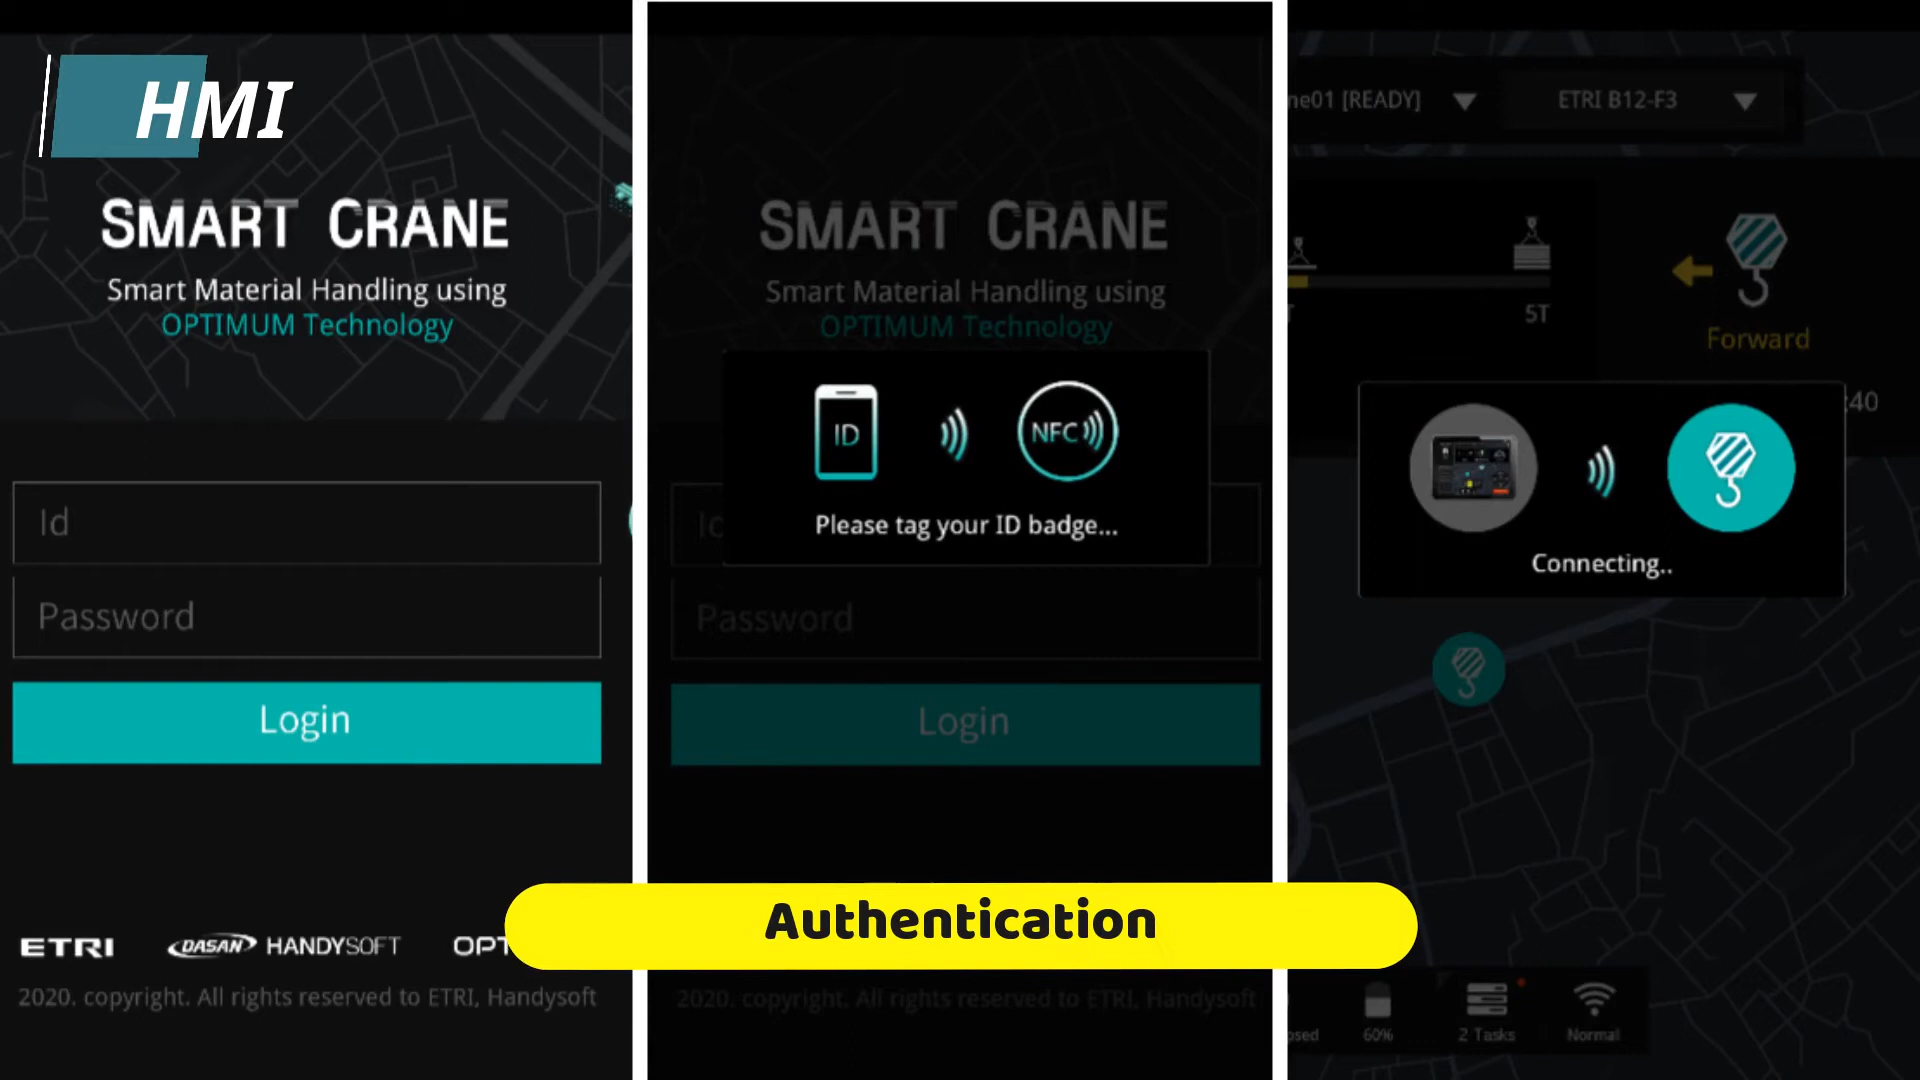 HMI
SMART CRANE
Smart Material Handling using
OPTIMUM Technology
Id
Password
Login
ETRI DASAN HANDYSOFT OPT
2020. copyright. All rights reserved to ETRI, Handysoft
SMART CRANE
Smart Material Handling using
OPTIMUM Technology
ID
NFC
Please tag your ID badge...
Password
Login
2020. copyright. All rights reserved to ETRI, Handysoft
ne01 [READY] ETRI B12-F3
5T
Forward
:40
Connecting..
Authentication
osed 60% 2 Tasks Normal